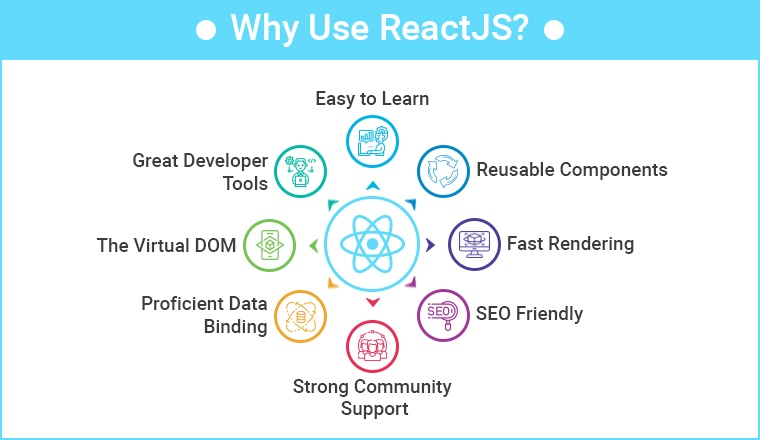 Why Use ReactJS?
Easy to Learn
Great Developer
Tools
Reusable Components
The Virtual DOM
Fast Rendering
Proficient Data
Binding
SEO
SEO Friendly
Strong Community
Support